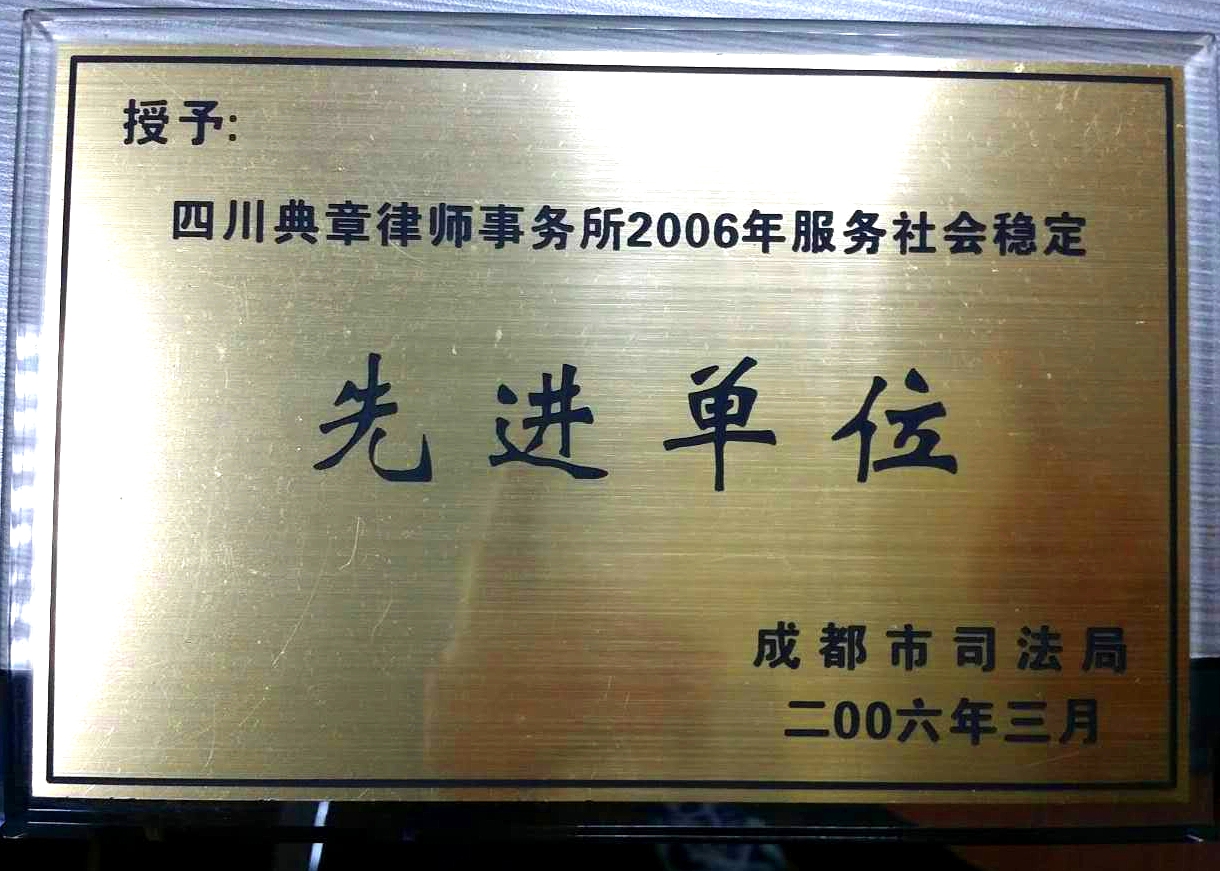 授予:
四川典章律师事务所2006年服务社会稳定
先进单位
成都市司法局
二00六年三月